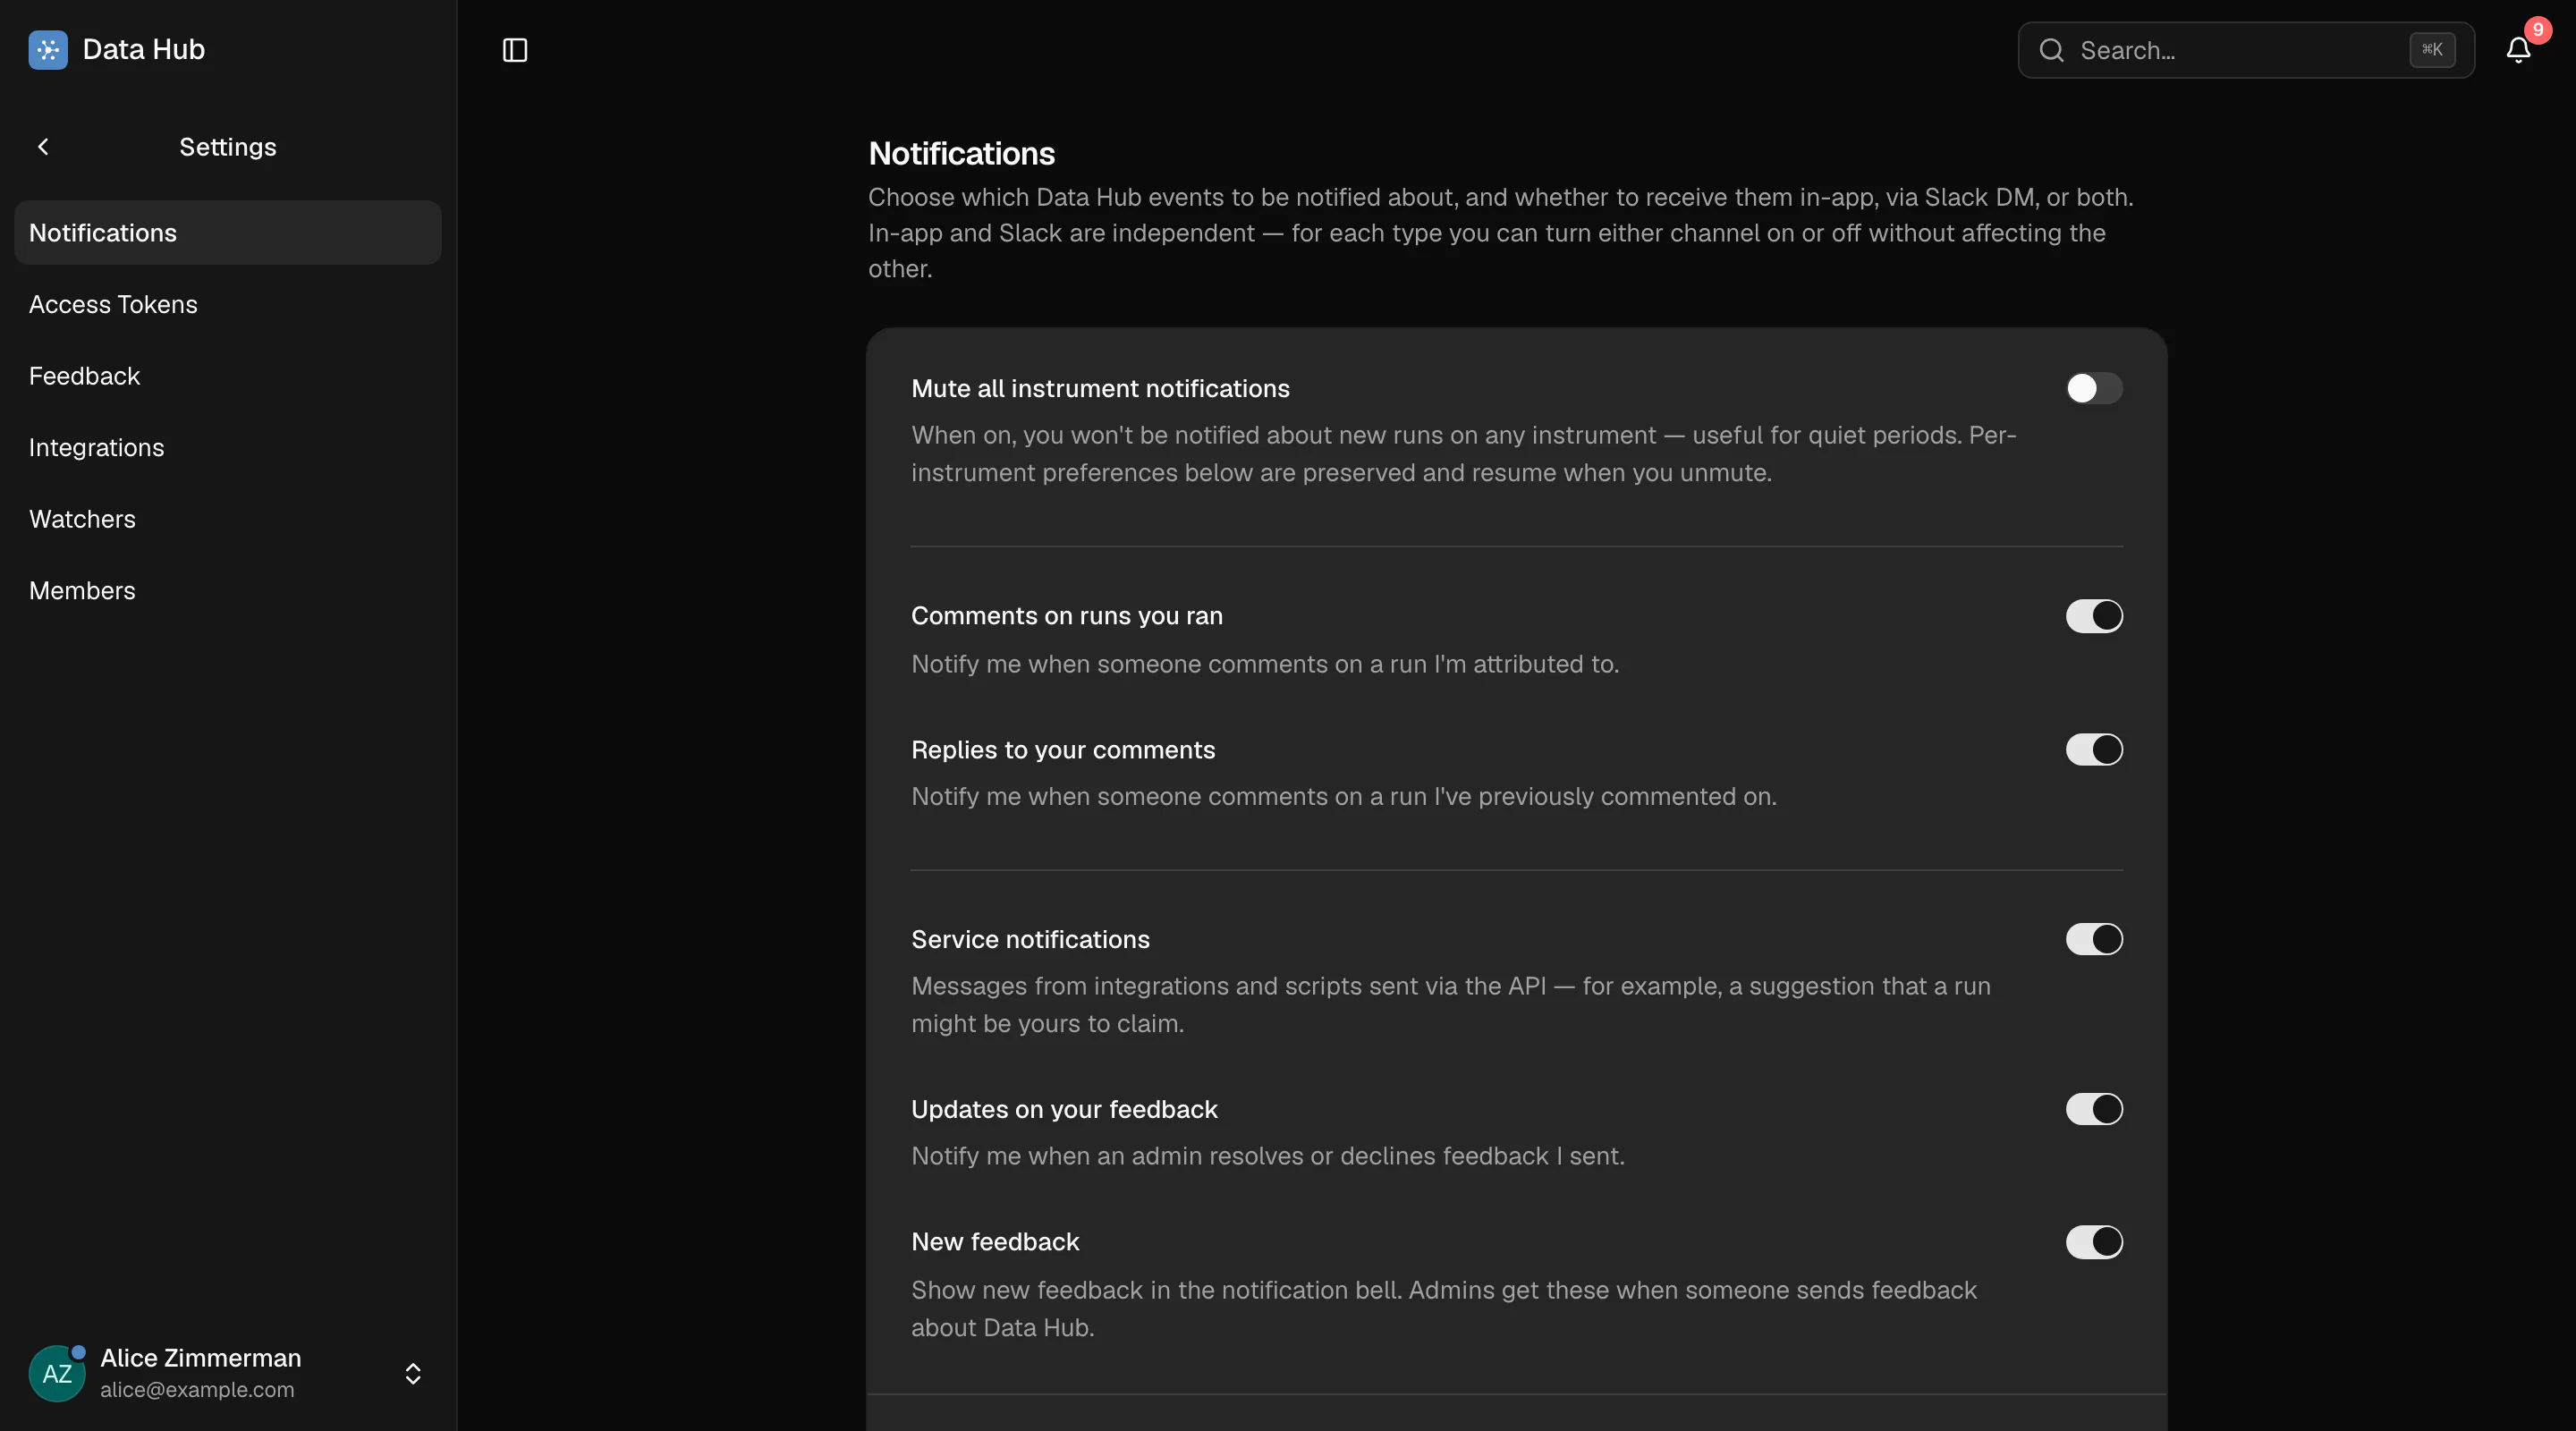 Data Hub
Search...
⌘K
9
Settings
Notifications
Access Tokens
Feedback
Integrations
Watchers
Members
Notifications
Choose which Data Hub events to be notified about, and whether to receive them in-app, via Slack DM, or both.
In-app and Slack are independent — for each type you can turn either channel on or off without affecting the
other.
Mute all instrument notifications
When on, you won't be notified about new runs on any instrument — useful for quiet periods. Per-
instrument preferences below are preserved and resume when you unmute.
Comments on runs you ran
Notify me when someone comments on a run I'm attributed to.
Replies to your comments
Notify me when someone comments on a run I've previously commented on.
Service notifications
Messages from integrations and scripts sent via the API — for example, a suggestion that a run
might be yours to claim.
Updates on your feedback
Notify me when an admin resolves or declines feedback I sent.
New feedback
Show new feedback in the notification bell. Admins get these when someone sends feedback
about Data Hub.
AZ
Alice Zimmerman
alice@example.com